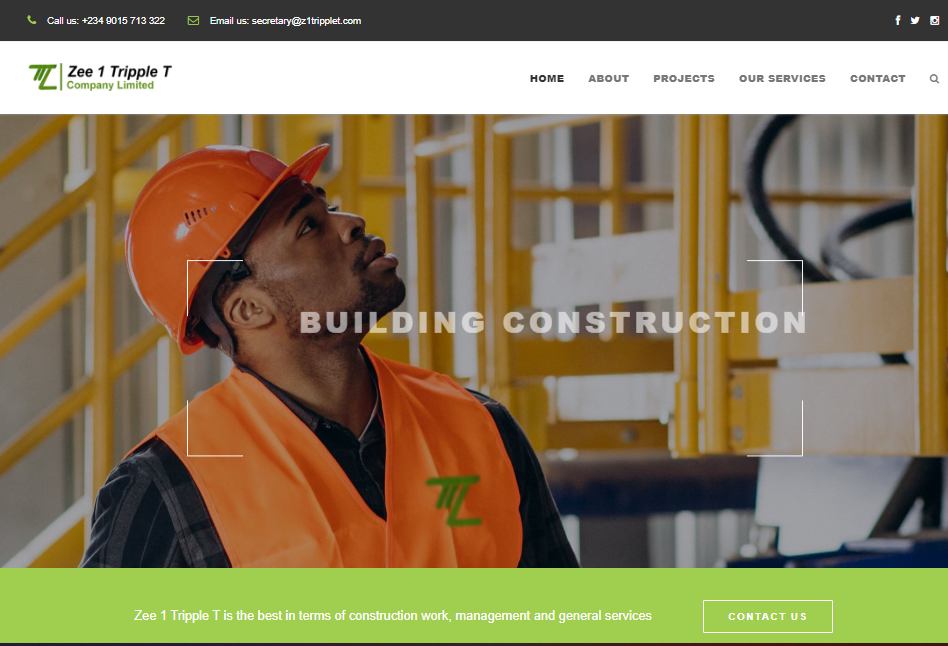 Call us: +234 9015 713 322 Email us: secretary@z1tripplet.com
Zee 1 Tripple T
Company Limited
HOME ABOUT PROJECTS OUR SERVICES CONTACT
BUILDING CONSTRUCTION
Zee 1 Tripple T is the best in terms of construction work, management and general services
CONTACT US